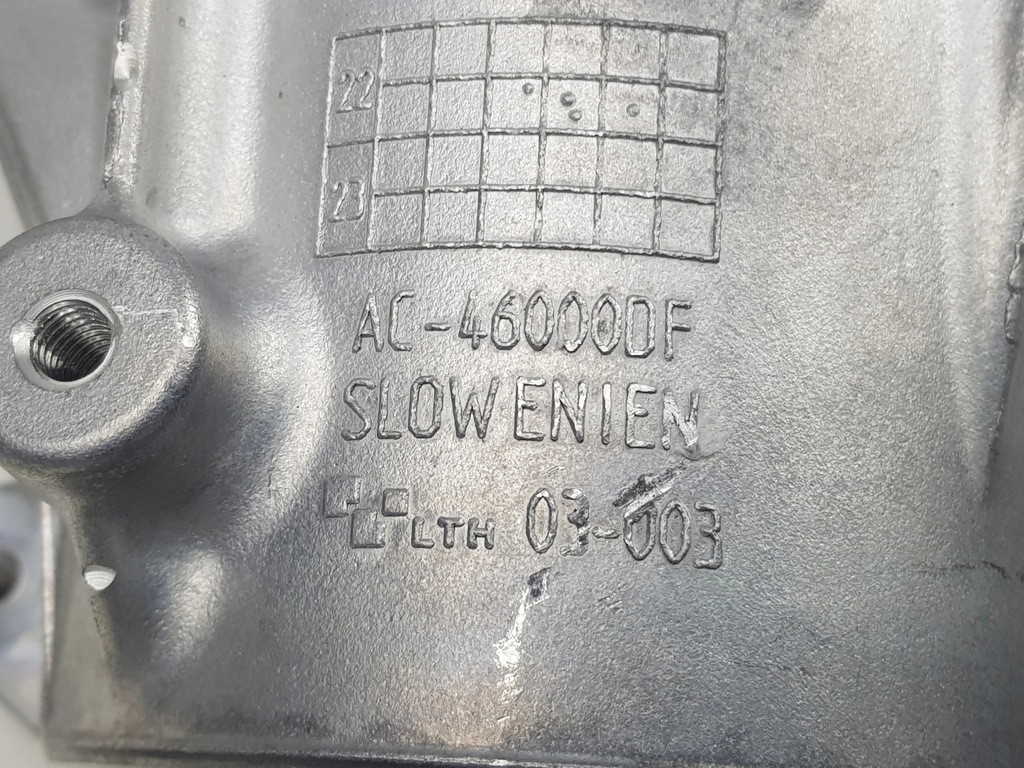 22
23
AC-46000DF
SLOWENIEN
LTH 03-003